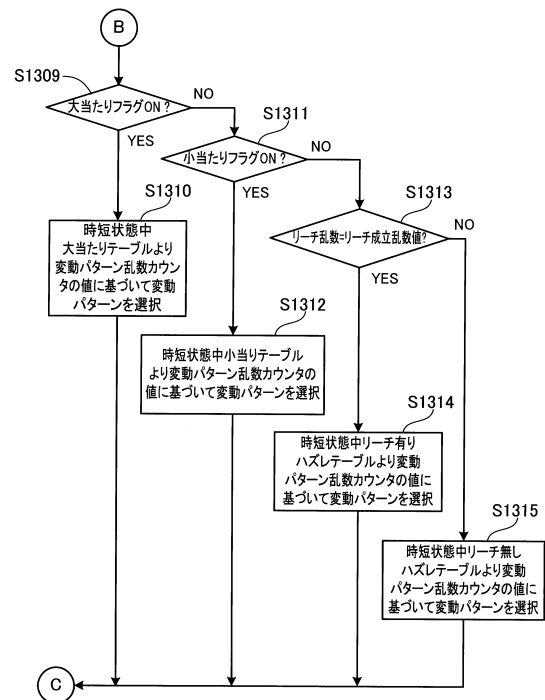 B
S1309
大当たりフラグON？
NO
YES
S1311
小当たりフラグON？
NO
YES
S1310
時短状態中
大当たりテーブルより
変動パターン乱数カウン
タの値に基づいて変動
パターンを選択
S1313
リーチ乱数=リーチ成立乱数値?
NO
YES
S1312
時短状態中小当りテーブル
より変動パターン乱数カウンタの
値に基づいて変動パターンを選択
S1314
時短状態中リーチ有り
ハズレテーブルより変動
パターン乱数カウンタの値に
基づいて変動パターンを選択
S1315
時短状態中リーチ無し
ハズレテーブルより変動
パターン乱数カウンタの値に
基づいて変動パターンを選択
C